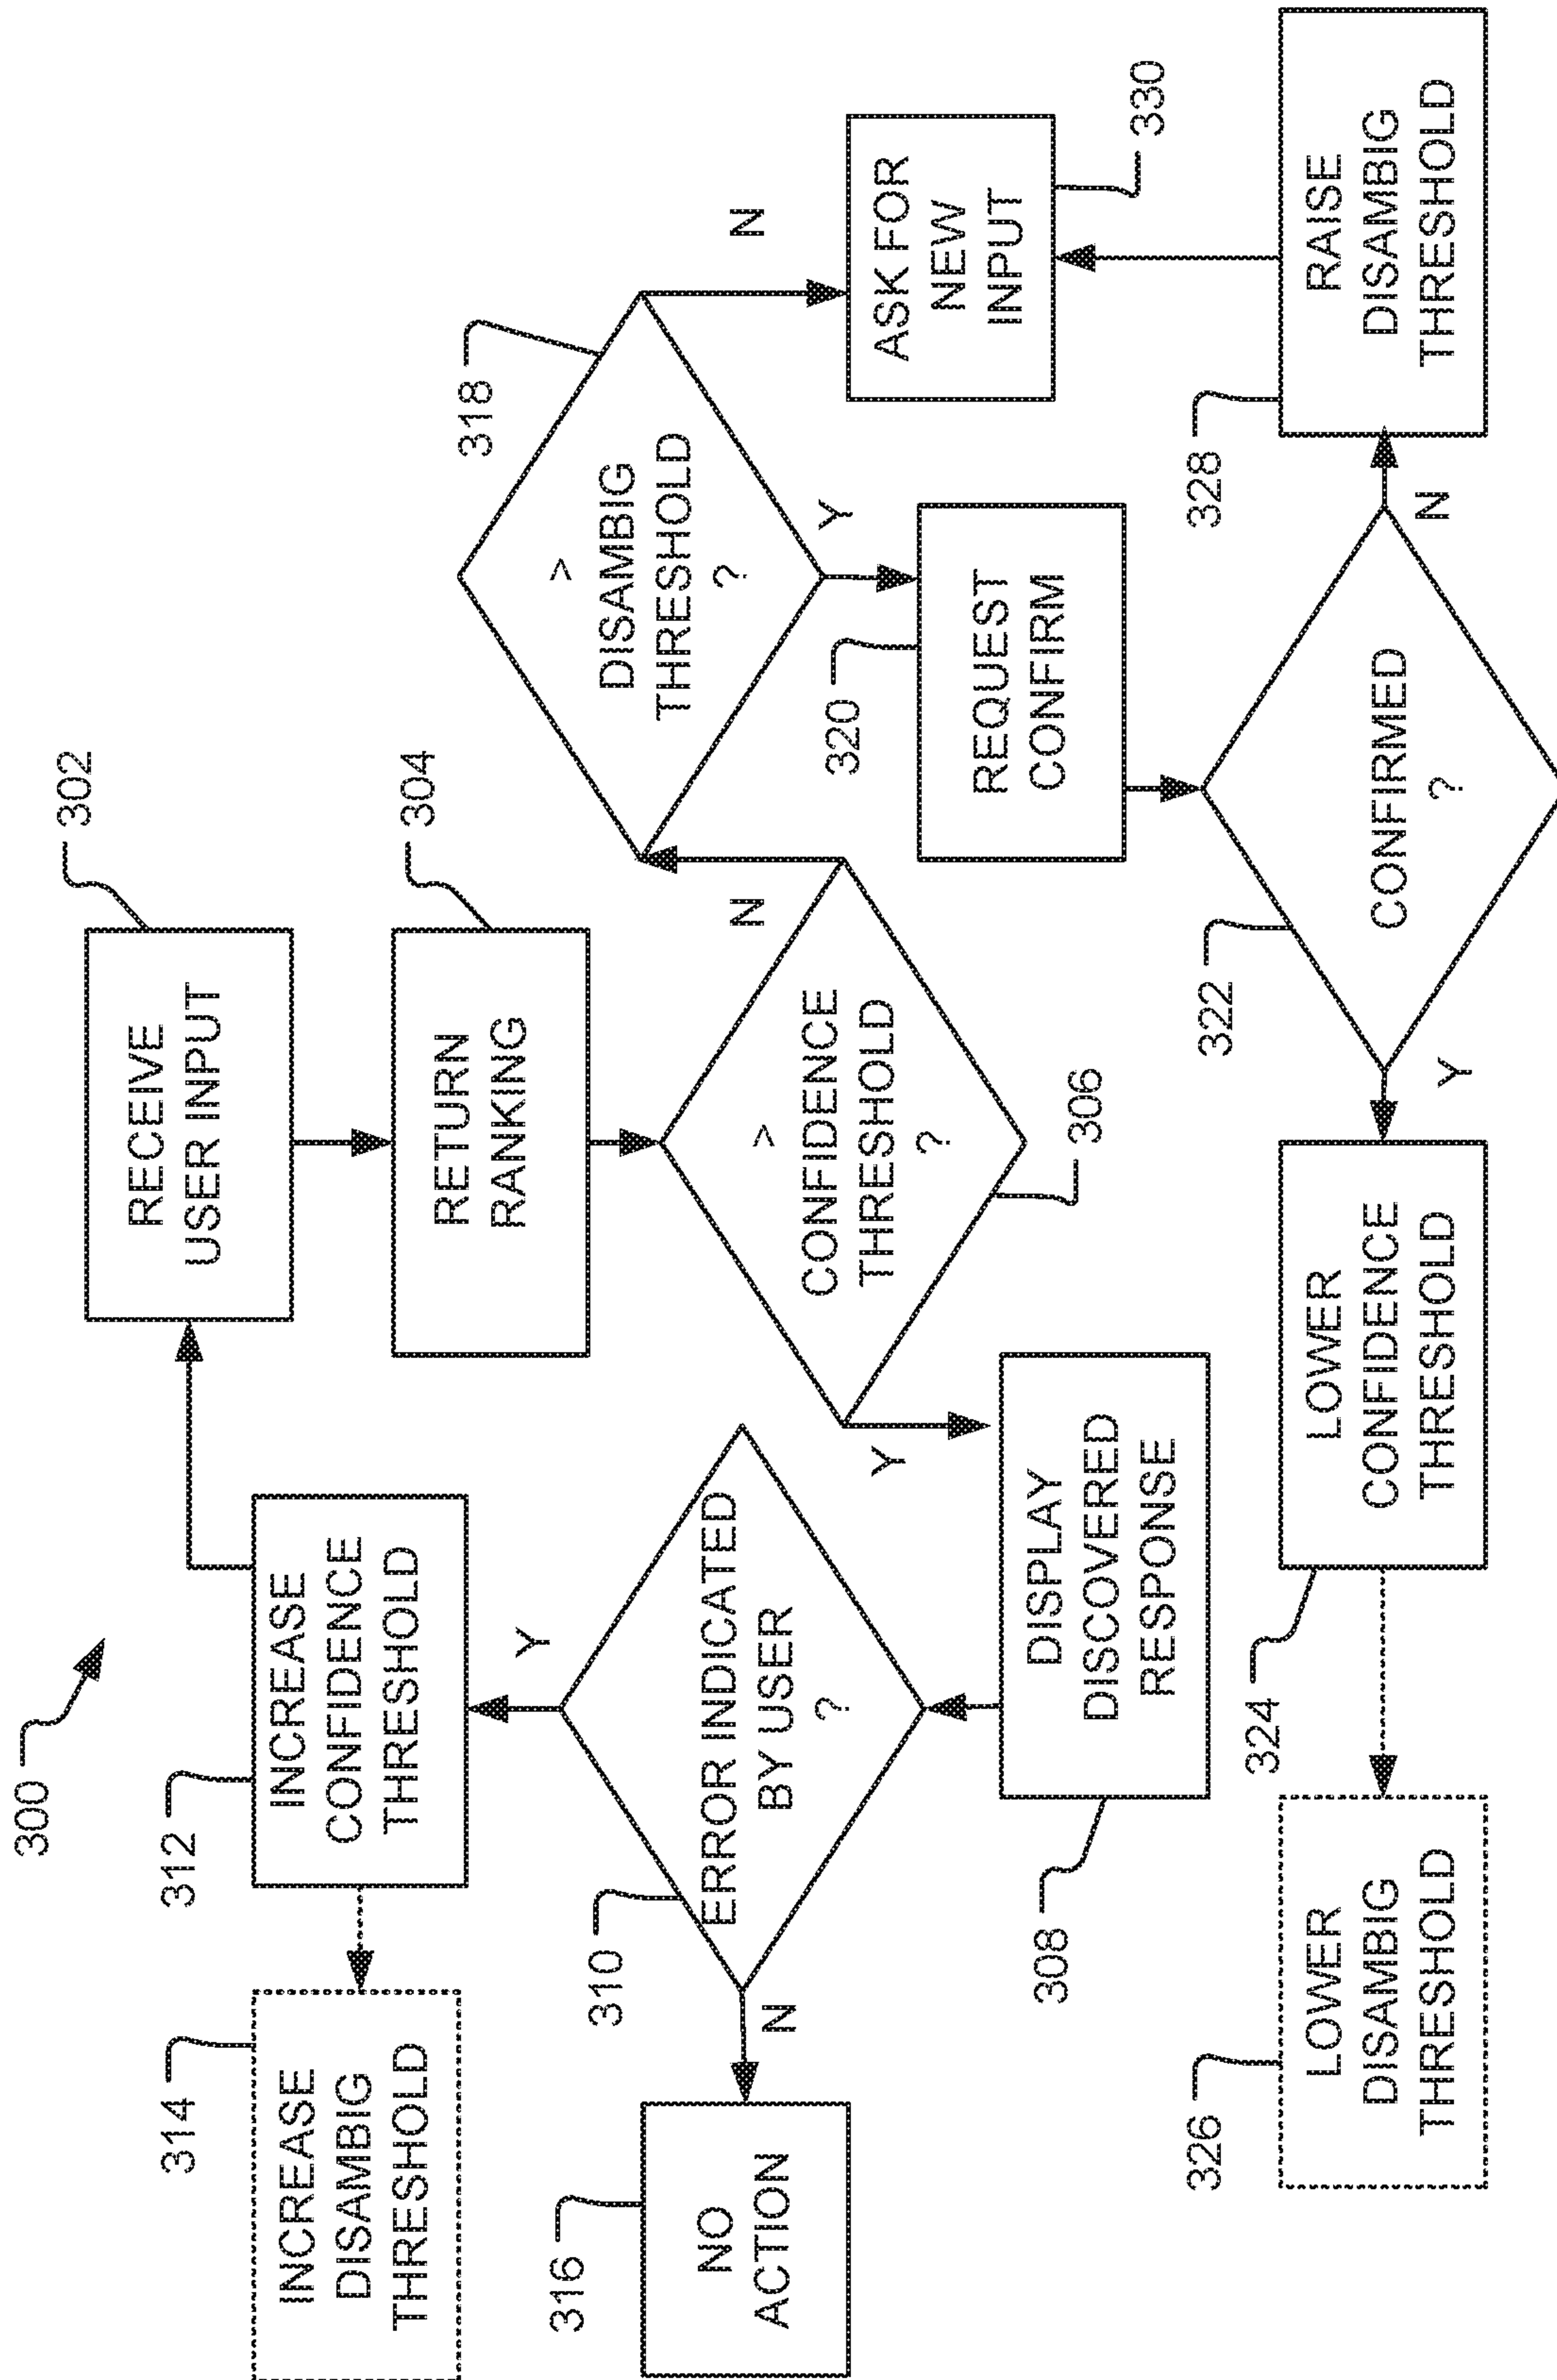 300
302
RECEIVE
USER INPUT
304
RETURN
RANKING
>
CONFIDENCE
THRESHOLD
?
306
Y
N
312
INCREASE
CONFIDENCE
THRESHOLD
314
INCREASE
DISAMBIG
THRESHOLD
Y
310
ERROR INDICATED
BY USER
?
N
316
NO
ACTION
308
DISPLAY
DISCOVERED
RESPONSE
318
>
DISAMBIG
THRESHOLD
?
N
Y
ASK FOR
NEW
INPUT
330
320
REQUEST
CONFIRM
322
CONFIRMED
?
Y
N
324
LOWER
CONFIDENCE
THRESHOLD
326
LOWER
DISAMBIG
THRESHOLD
328
RAISE
DISAMBIG
THRESHOLD